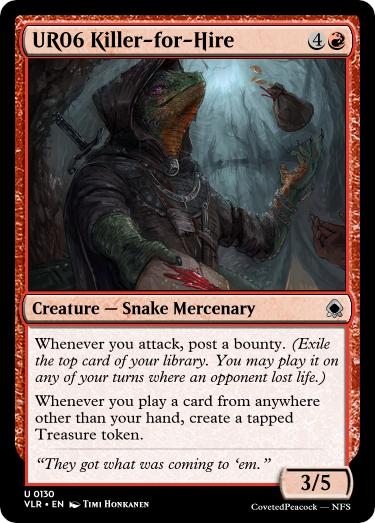 UR06 Killer-for-Hire 4
Creature — Snake Mercenary
Whenever you attack, post a bounty. (Exile
the top card of your library. You may play it on
any of your turns where an opponent lost life.)
Whenever you play a card from anywhere
other than your hand, create a tapped
Treasure token.
“They got what was coming to ‘em.”
3/5
U 0130
VLR • EN Timi Honkanen
CovetedPeacock — NFS